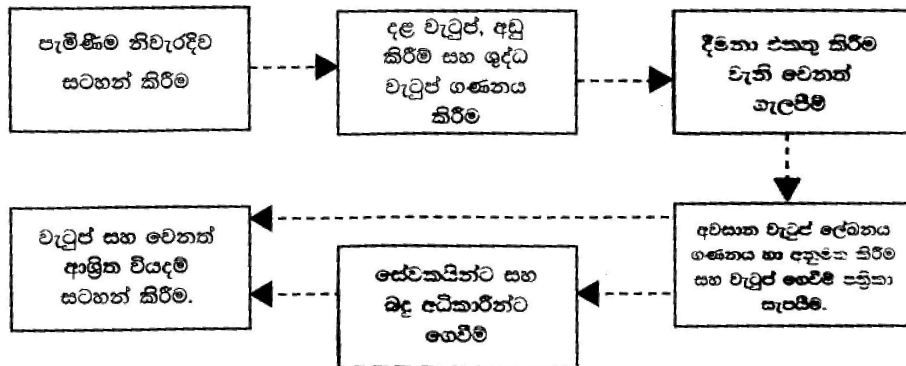 පැමිණීම නිවැරදිව
සටහන් කිරීම
දළ වැටුප්, අඩු
කිරීම් සහ ශුද්ධ
වැටුප් ගණනය
කිරීම
දීමනා එකතු කිරීම
වැනි වෙනත්
ගැලපීම්
අවසාන වැටුප් ලේඛනය
ගණනය හා අනුමත කිරීම
සහ වැටුප් ගෙවීම් පත්‍රිකා
සැපයීම.
සේවකයින්ට සහ
බදු අධිකාරීන්ට
ගෙවීම්
වැටුප් සහ වෙනත්
ආශ්‍රිත වියදම්
සටහන් කිරීම.